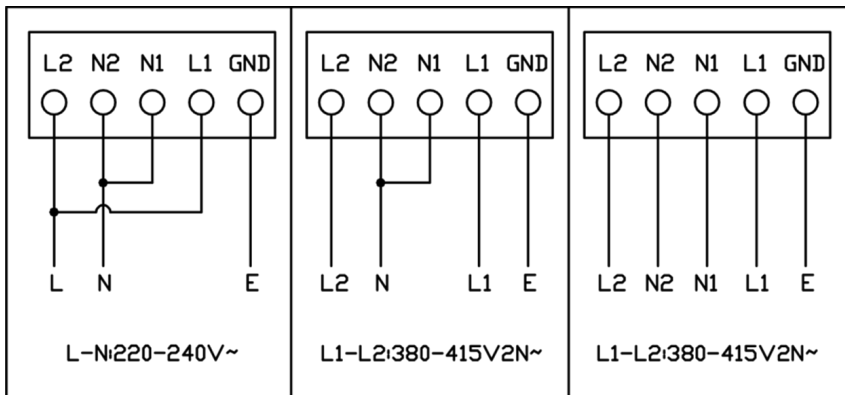 L2 N2 N1 L1 GND
L N E
L-N:220-240V~
L2 N2 N1 L1 GND
L2 N L1 E
L1-L2:380-415V2N~
L2 N2 N1 L1 GND
L2 N2 N1 L1 E
L1-L2:380-415V2N~